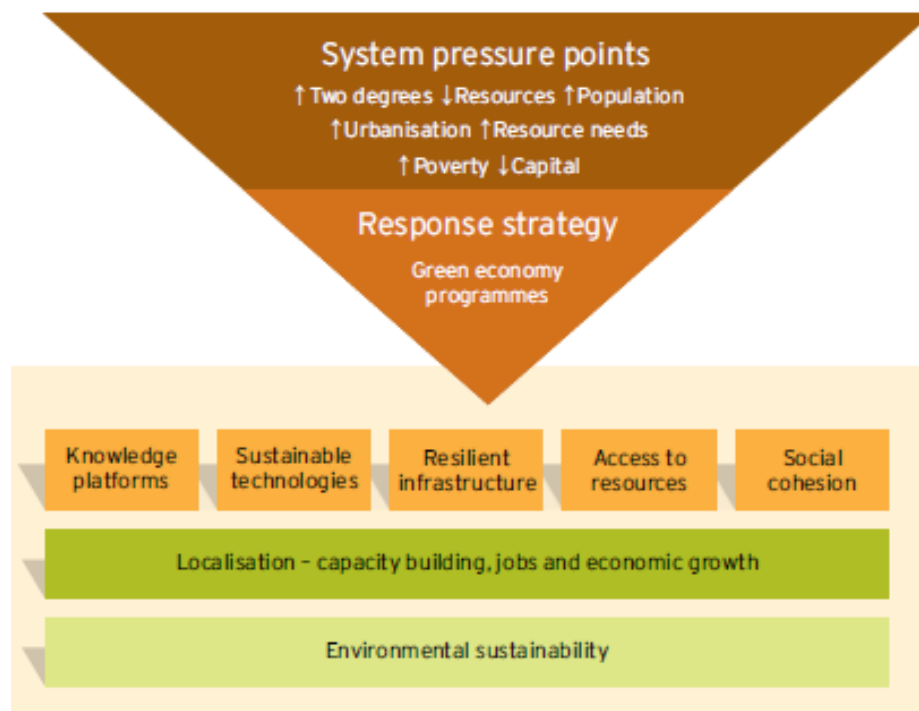 System pressure points
↑Two degrees ↓Resources ↑Population
↑Urbanisation ↑Resource needs
↑Poverty ↓Capital
Response strategy
Green economy
programmes
Knowledge
platforms
Sustainable
technologies
Resilient
infrastructure
Access to
resources
Social
cohesion
Localisation – capacity building, jobs and economic growth
Environmental sustainability